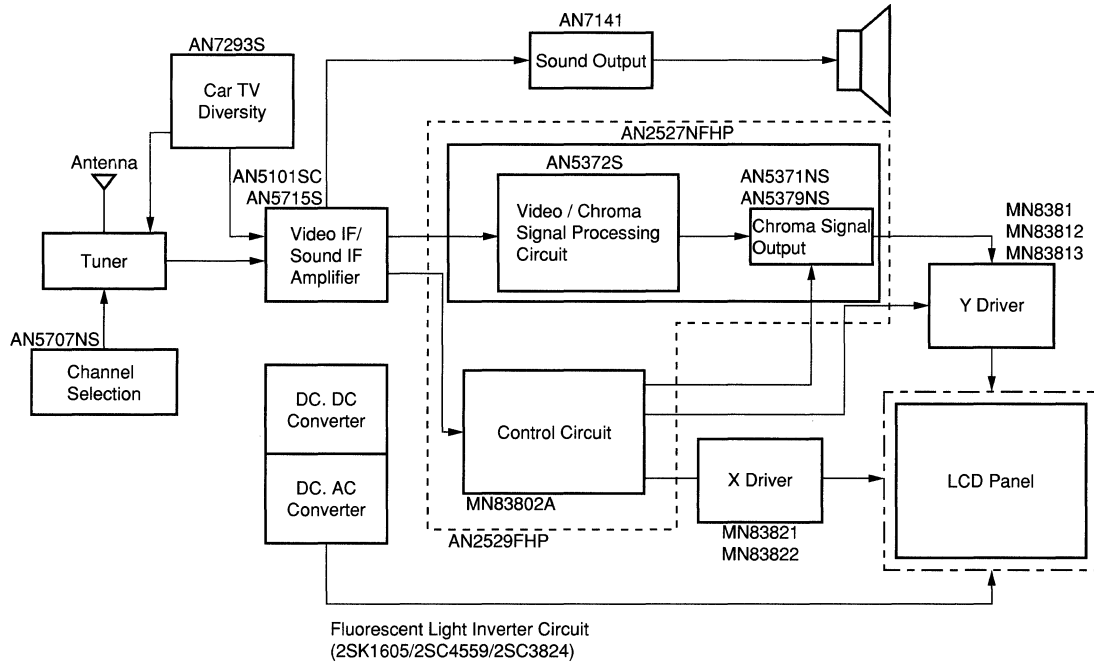 AN7141
Sound Output
AN7293S
Car TV
Diversity
AN2527NFHP
Antenna
AN5101SC
AN5715S
AN5372S
AN5371NS
AN5379NS
Video IF/
Sound IF
Amplifier
Video / Chroma
Signal Processing
Circuit
Chroma Signal
Output
MN8381
MN83812
MN83813
Tuner
Y Driver
AN5707NS
Channel
Selection
DC. DC
Converter
Control Circuit
DC. AC
Converter
X Driver
LCD Panel
MN83802A
MN83821
MN83822
AN2529FHP
Fluorescent Light Inverter Circuit
(2SK1605/2SC4559/2SC3824)